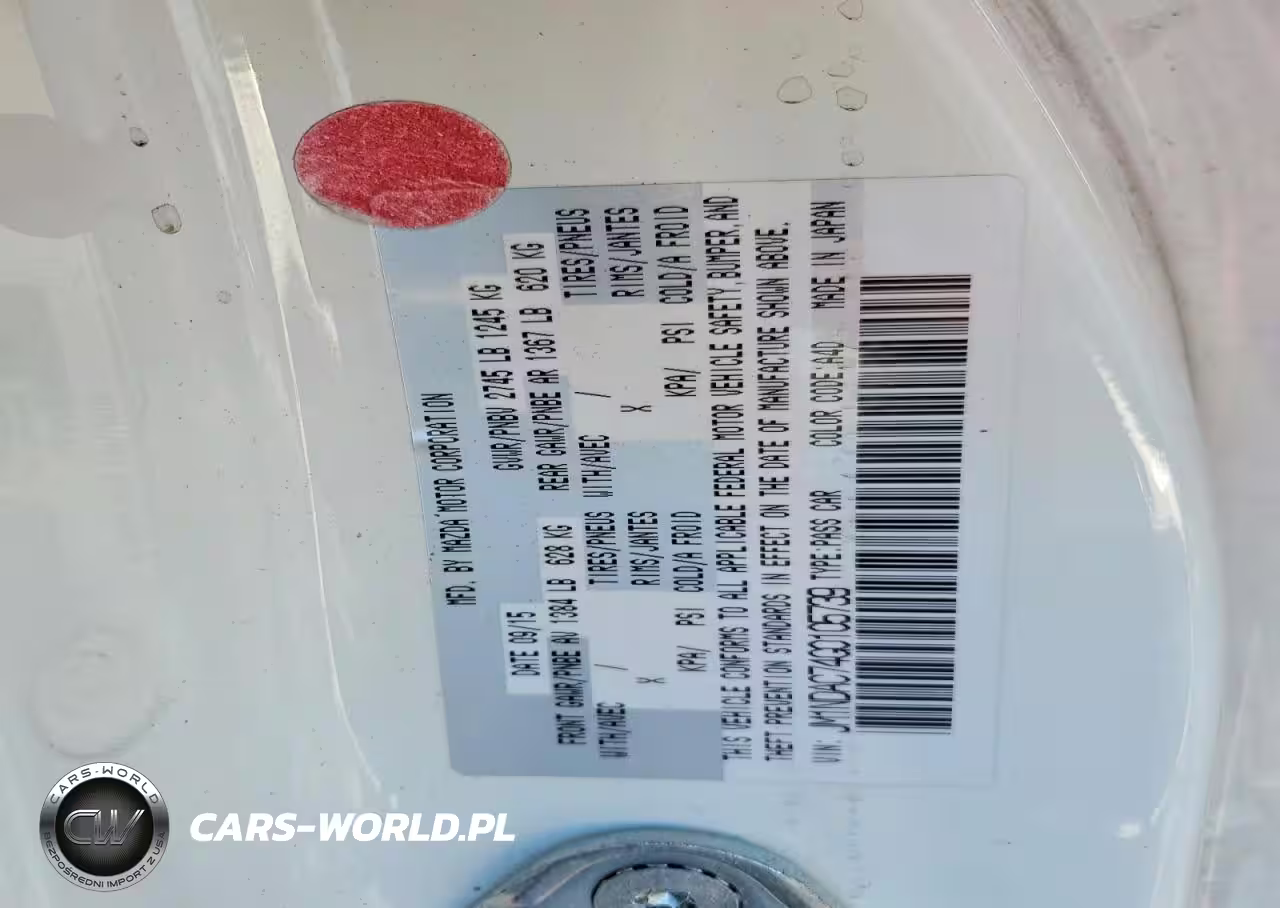 MFD. BY MAZDA MOTOR CORPORATION
DATE 09/15 GVWR/PNBV 2745 LB 1245 KG
FRONT GAWR/PNBE AV 1384 LB 628 KG REAR GAWR/PNBE AR 1367 LB 620 KG
WITH/AVEC / TIRES/PNEUS WITH/AVEC / TIRES/PNEUS
X RIMS/JANTES X RIMS/JANTES
KPA/ PSI COLD/A FROID KPA/ PSI COLD/A FROID
THIS VEHICLE CONFORMS TO ALL APPLICABLE FEDERAL MOTOR VEHICLE SAFETY, BUMPER, AND
THEFT PREVENTION STANDARDS IN EFFECT ON THE DATE OF MANUFACTURE SHOWN ABOVE.
VIN: JM1NDAC74G0105739 TYPE:PASS CAR COLOR CODE:A4D MADE IN JAPAN
CARS-WORLD
CW
BEZPOŚREDNI IMPORT Z USA
CARS-WORLD.PL